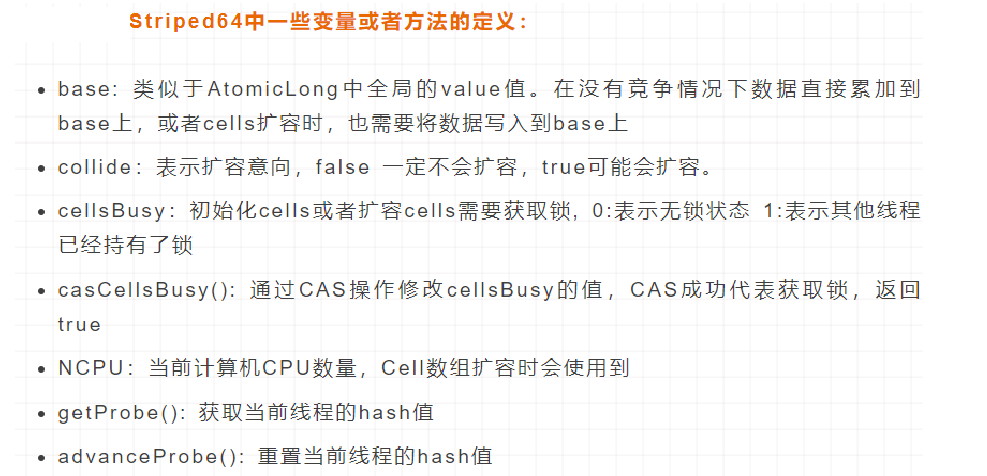 Striped64中一些变量或者方法的定义：
• base: 类似于AtomicLong中全局的value值。在没有竞争情况下数据直接累加到
base上，或者cells扩容时，也需要将数据写入到base上
• collide：表示扩容意向，false 一定不会扩容，true可能会扩容。
• cellsBusy：初始化cells或者扩容cells需要获取锁，0:表示无锁状态 1:表示其他线程
已经持有了锁
• casCellsBusy(): 通过CAS操作修改cellsBusy的值，CAS成功代表获取锁，返回
true
• NCPU：当前计算机CPU数量，Cell数组扩容时会使用到
• getProbe(): 获取当前线程的hash值
• advanceProbe(): 重置当前线程的hash值